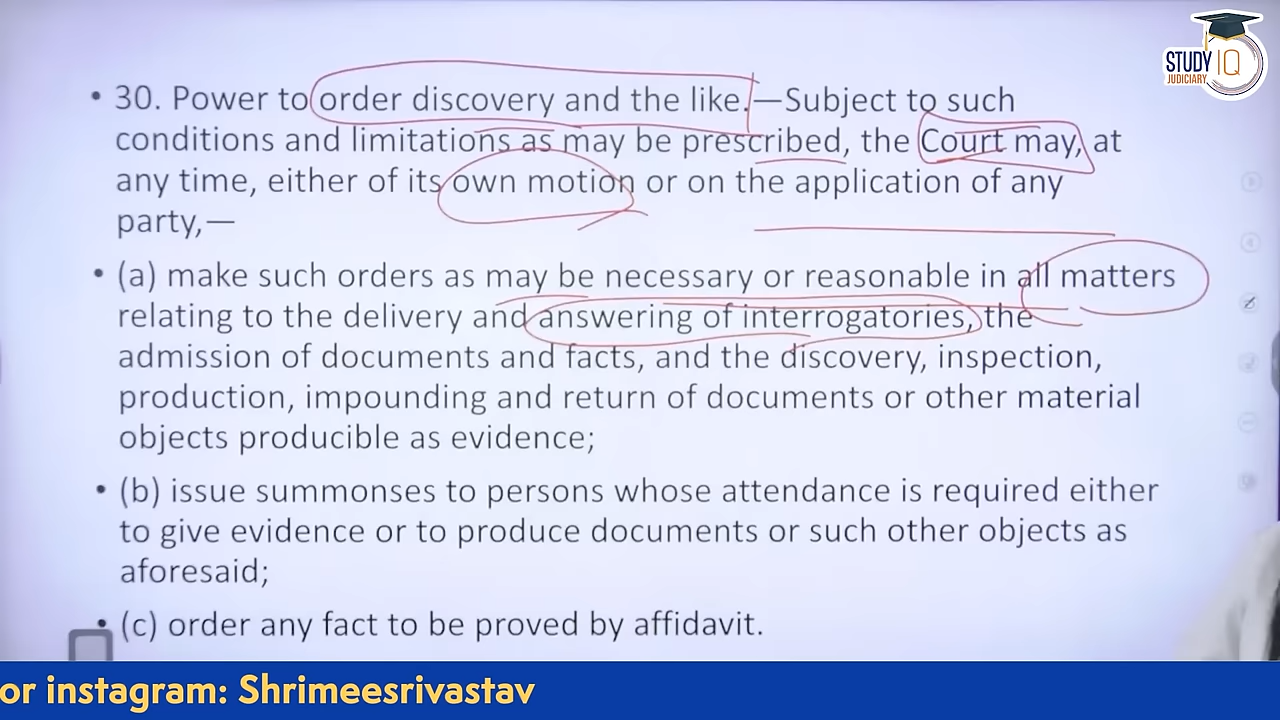 STUDY IQ
JUDICIARY
• 30. Power to order discovery and the like.—Subject to such
conditions and limitations as may be prescribed, the Court may, at
any time, either of its own motion or on the application of any
party,—
• (a) make such orders as may be necessary or reasonable in all matters
relating to the delivery and answering of interrogatories, the
admission of documents and facts, and the discovery, inspection,
production, impounding and return of documents or other material
objects producible as evidence;
• (b) issue summonses to persons whose attendance is required either
to give evidence or to produce documents or such other objects as
aforesaid;
• (c) order any fact to be proved by affidavit.
or instagram: Shrimeesrivastav